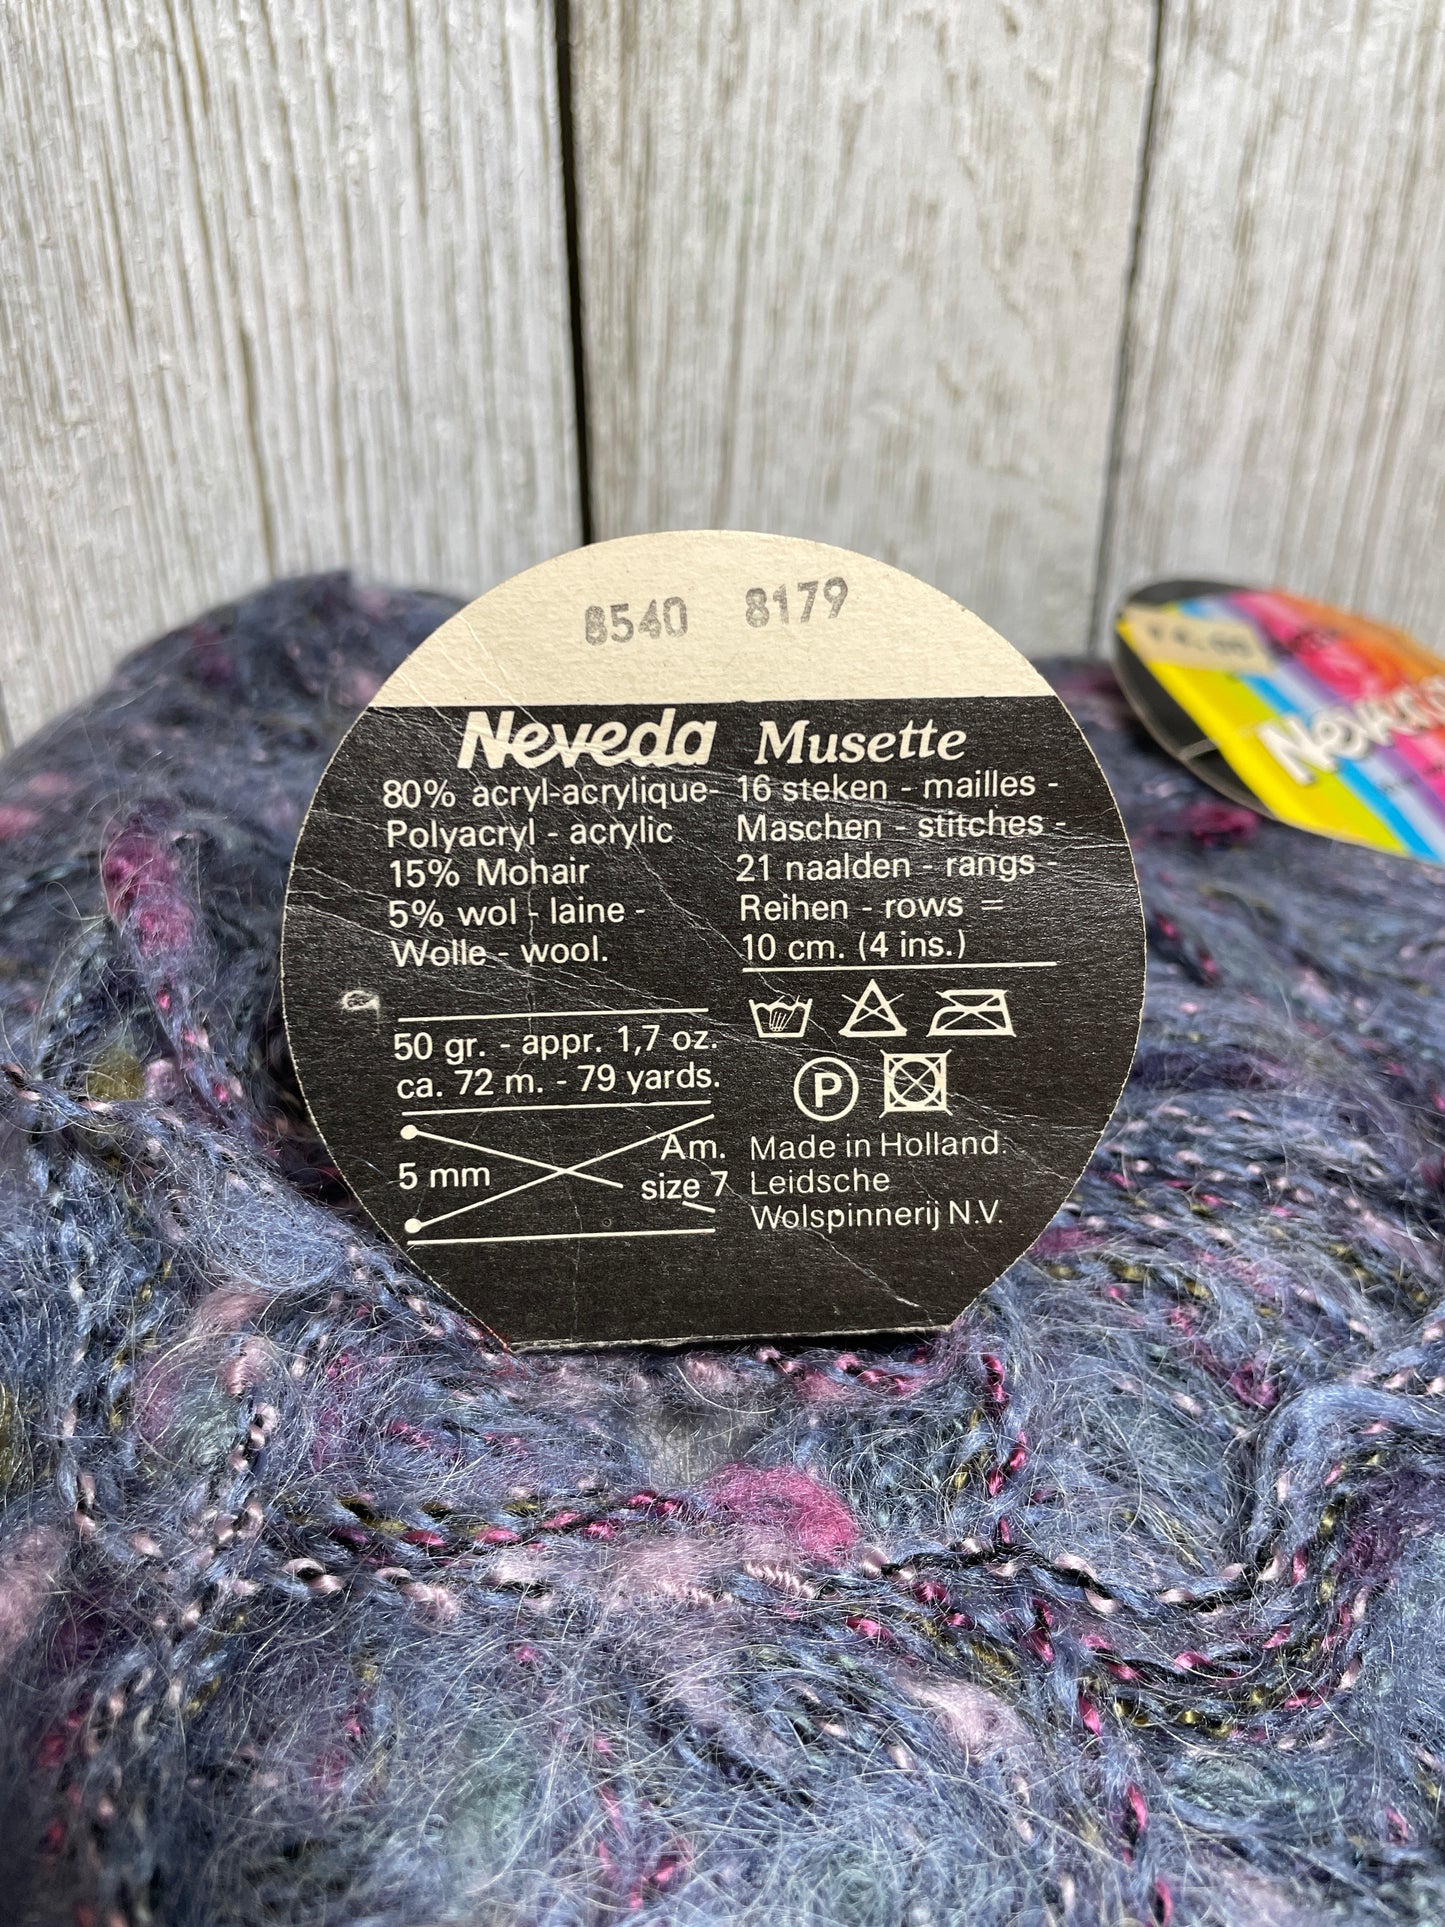 8540 8179
Neveda Musette
80% acryl-acrylique-
Polyacryl - acrylic
15% Mohair
5% wol - laine -
Wolle - wool.
50 gr. - appr. 1,7 oz.
ca. 72 m. - 79 yards.
5 mm
Am.
size 7
16 steken - mailles -
Maschen - stitches -
21 naalden - rangs -
Reihen - rows =
10 cm. (4 ins.)
P
Made in Holland.
Leidsche
Wolspinnerij N.V.